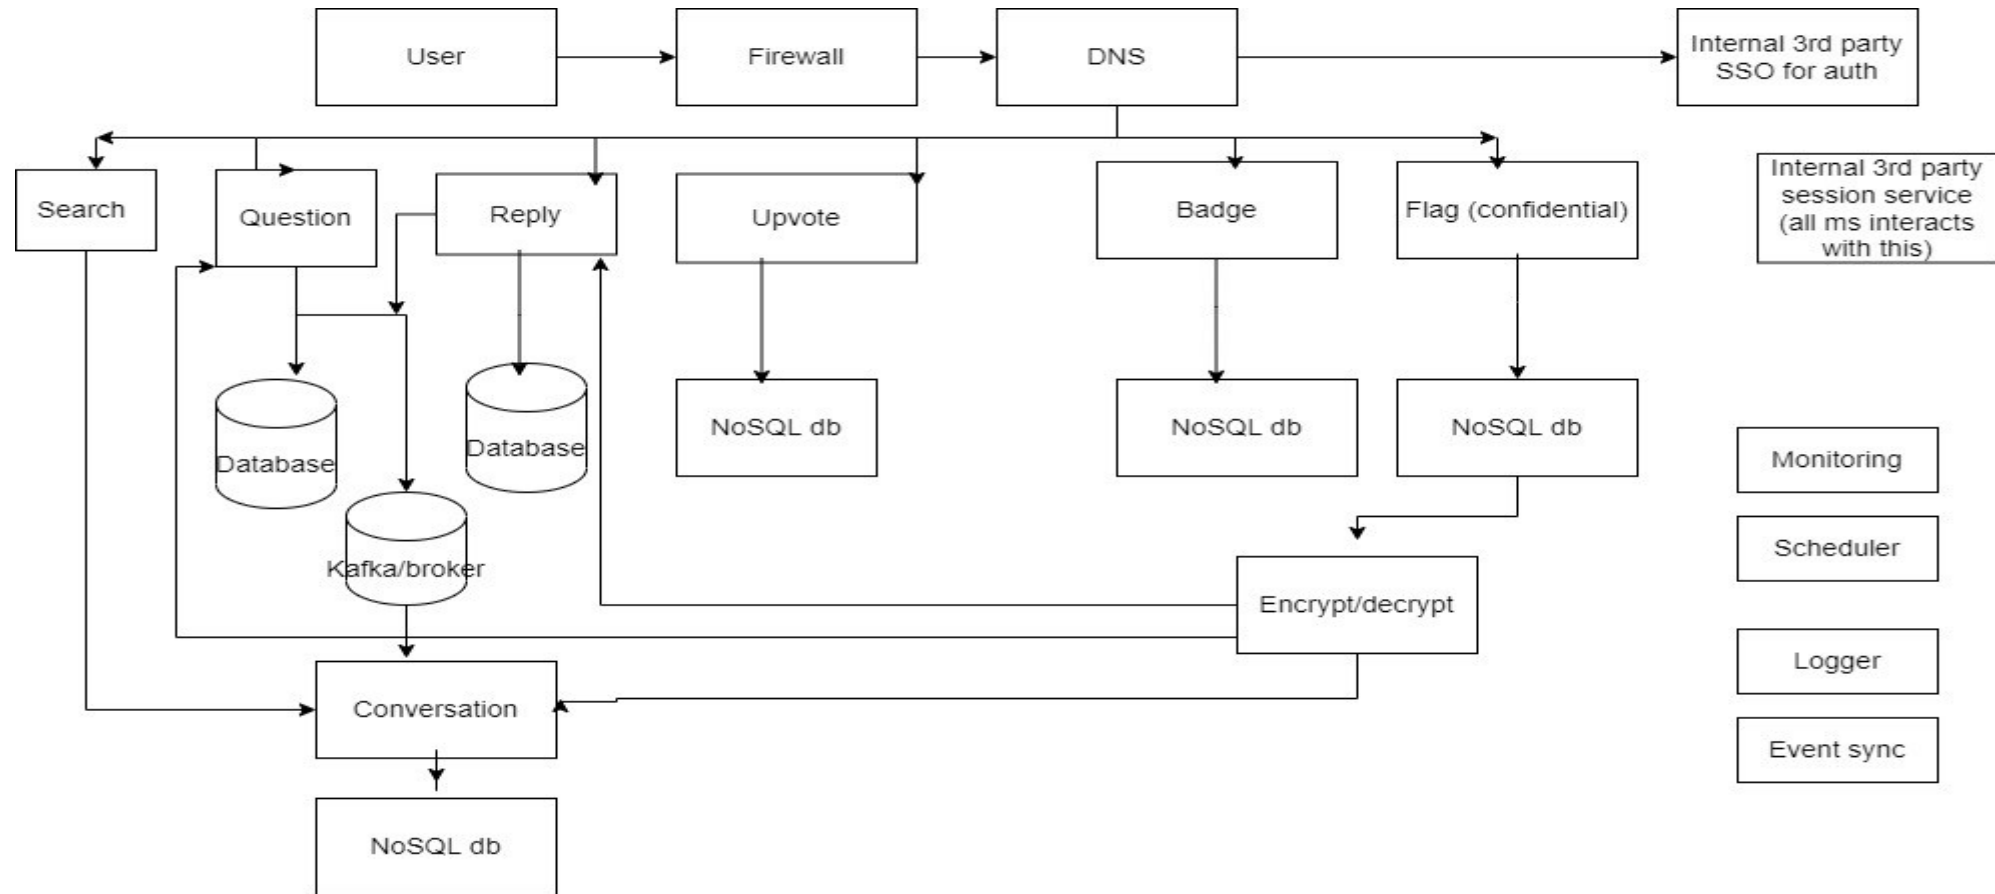 User
Firewall
DNS
Internal 3rd party
SSO for auth
Search
Question
Reply
Upvote
Badge
Flag (confidential)
Internal 3rd party
session service
(all ms interacts
with this)
Database
Database
NoSQL db
NoSQL db
NoSQL db
Monitoring
Kafka/broker
Scheduler
Encrypt/decrypt
Logger
Conversation
Event sync
NoSQL db